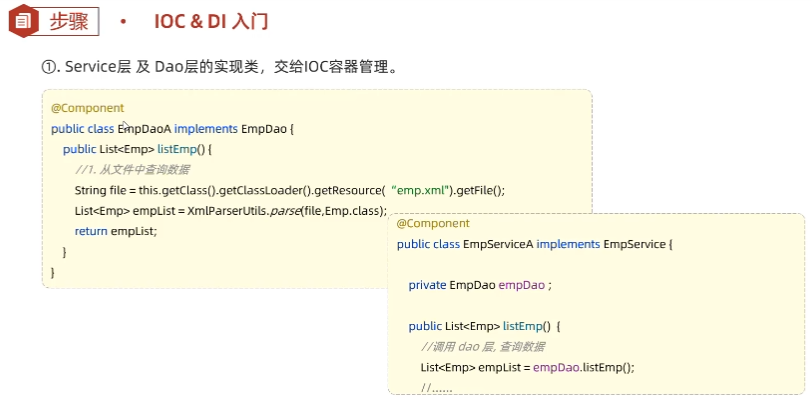 步骤 • IOC & DI 入门
①. Service层 及 Dao层的实现类，交给IOC容器管理。
@Component
public class EmpDaoA implements EmpDao {
public List<Emp> listEmp() {
//1. 从文件中查询数据
String file = this.getClass().getClassLoader().getResource( "emp.xml").getFile();
List<Emp> empList = XmlParserUtils.parse(file,Emp.class);
return empList;
}
}
@Component
public class EmpServiceA implements EmpService {
private EmpDao empDao ;
public List<Emp> listEmp() {
//调用 dao 层, 查询数据
List<Emp> empList = empDao.listEmp();
//......